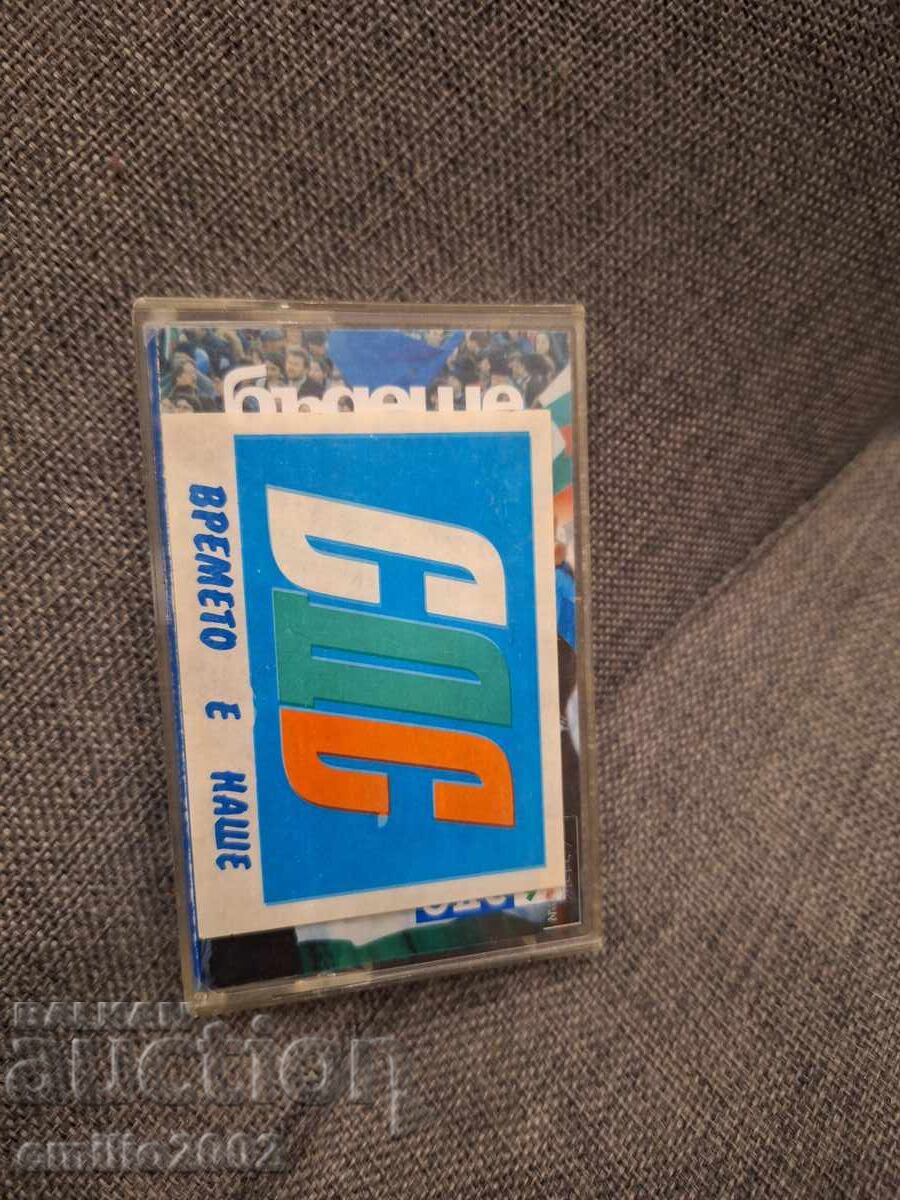 СДС
ВРЕМЕТО Е НАШЕ
BALKAN
auction
emilio2002